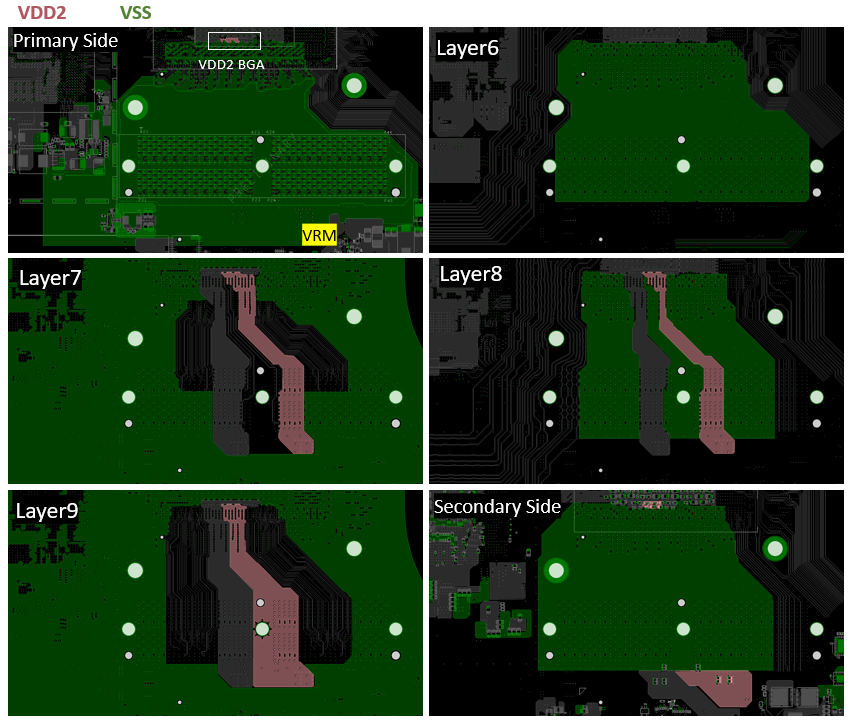 VDD2 VSS
Primary Side
VDD2 BGA
VRM
Layer6
Layer7
Layer8
Layer9
Secondary Side